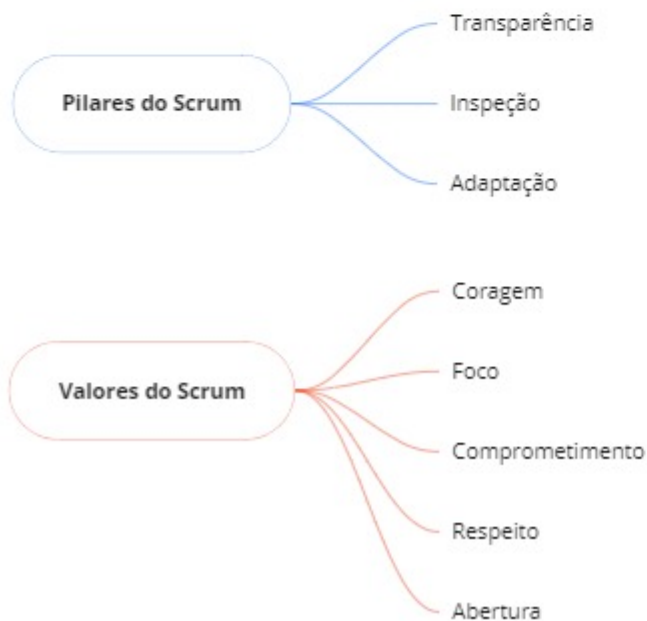 Pilares do Scrum
Transparência
Inspeção
Adaptação
Valores do Scrum
Coragem
Foco
Comprometimento
Respeito
Abertura